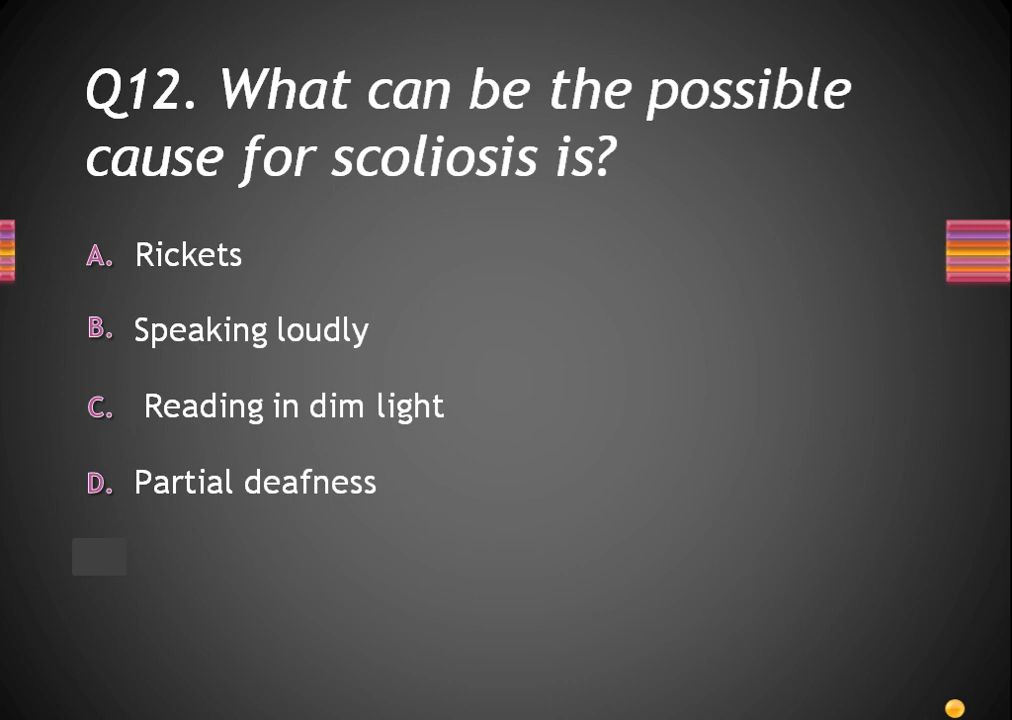 Q12. What can be the possible
cause for scoliosis is?
A. Rickets
B. Speaking loudly
C. Reading in dim light
D. Partial deafness